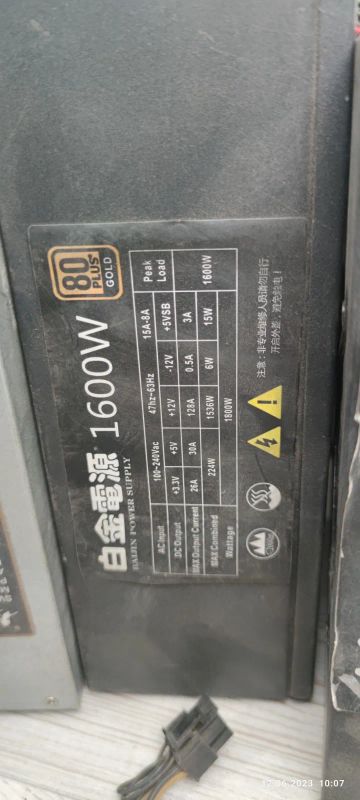 白金電源 1600W
BAIJIN POWER SUPPLY
80
PLUS
GOLD
AC Input 100-240Vac 47hz~63Hz 15A-8A Peak Load
DC Output +3.3V +5V +12V -12V +5VSB
MAX Output Current 26A 30A 128A 0.5A 3A 1600W
MAX Combined 224W 1536W 6W 15W
Wattage 1800W
注意:非专业维修人员请勿自行
开启外盖,避免触电!
12-06-2023 10:07